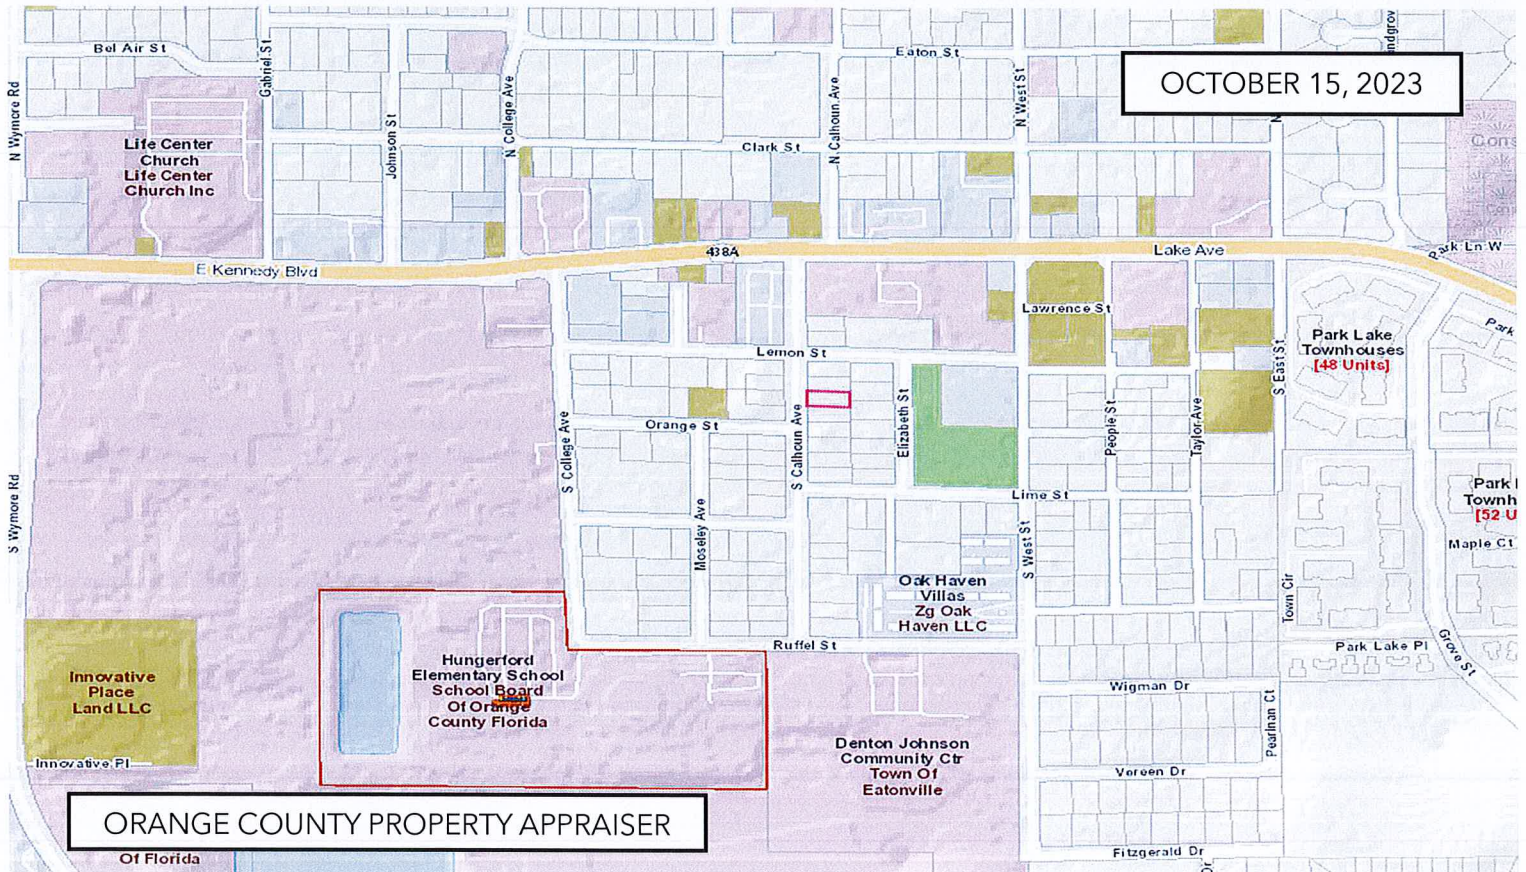 Bel Air St
Gabriel St
Eaton St
OCTOBER 15, 2023
N Wymore Rd
N College Ave
N Calhoun Ave
N West St
Johnson St
Clark St
Life Center
Church
Life Center
Church Inc
E Kennedy Blvd
438A
Lake Ave
Park Ln W
Lawrence St
Lemon St
Park Lake
Townhouses
[48 Units]
S East St
Park
Orange St
S College Ave
S Calhoun Ave
Elizabeth St
People St
Taylor Ave
Lime St
S Wymore Rd
Moseley Ave
S West St
[52 U
Maple Ct
Oak Haven
Villas
Zg Oak
Haven LLC
Town Cir
Ruffel St
Park Lake Pl
Grove St
Hungerford
Elementary School
School Board
Of Orange
County Florida
Innovative
Place
Land LLC
Wigman Dr
Pearlman Ct
Denton Johnson
Community Ctr
Town Of
Eatonville
Innovative Pl
Vereen Dr
ORANGE COUNTY PROPERTY APPRAISER
Of Florida
Fitzgerald Dr
Dr